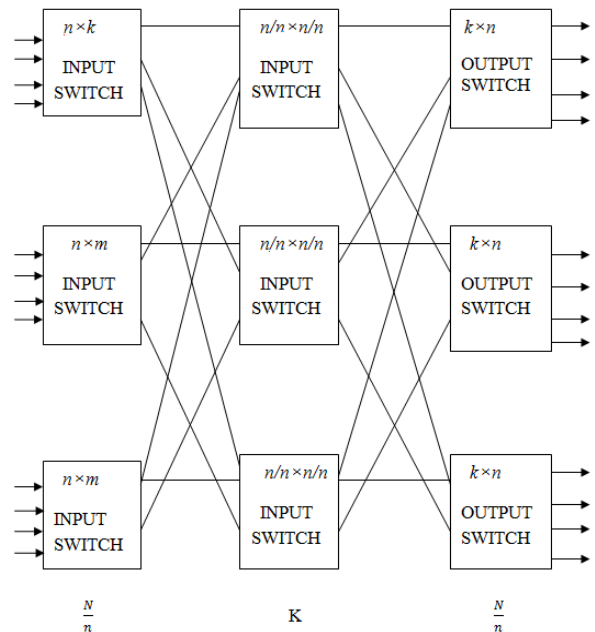 n×k
INPUT
SWITCH
n/n×n/n
INPUT
SWITCH
k×n
OUTPUT
SWITCH
n×m
INPUT
SWITCH
n/n×n/n
INPUT
SWITCH
k×n
OUTPUT
SWITCH
n×m
INPUT
SWITCH
n/n×n/n
INPUT
SWITCH
k×n
OUTPUT
SWITCH
N/n
K
N/n